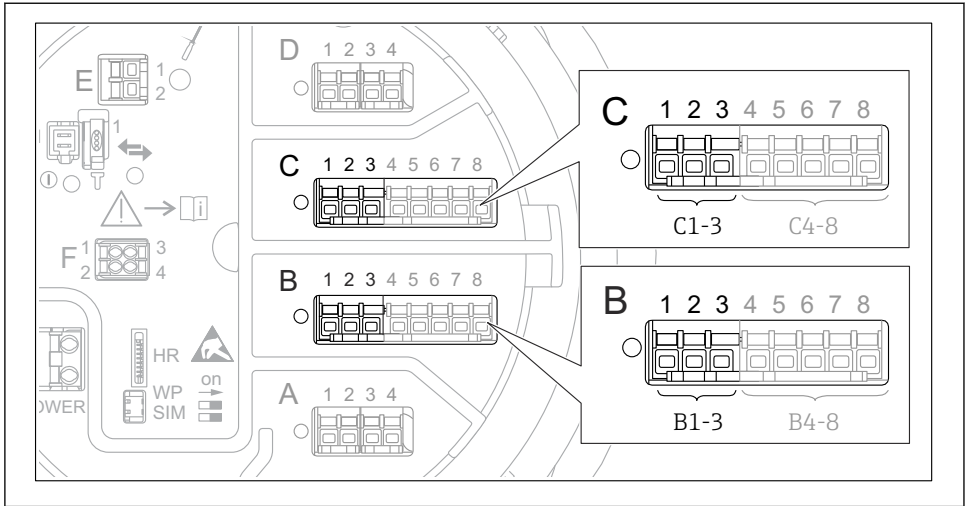 D 1 2 3 4
E 1
2
1
C 1 2 3 4 5 6 7 8
i
F 1 3
2 4
B 1 2 3 4 5 6 7 8
HR
WP on
SIM
OWER
A 1 2 3 4
C 1 2 3 4 5 6 7 8
C1-3 C4-8
B 1 2 3 4 5 6 7 8
B1-3 B4-8